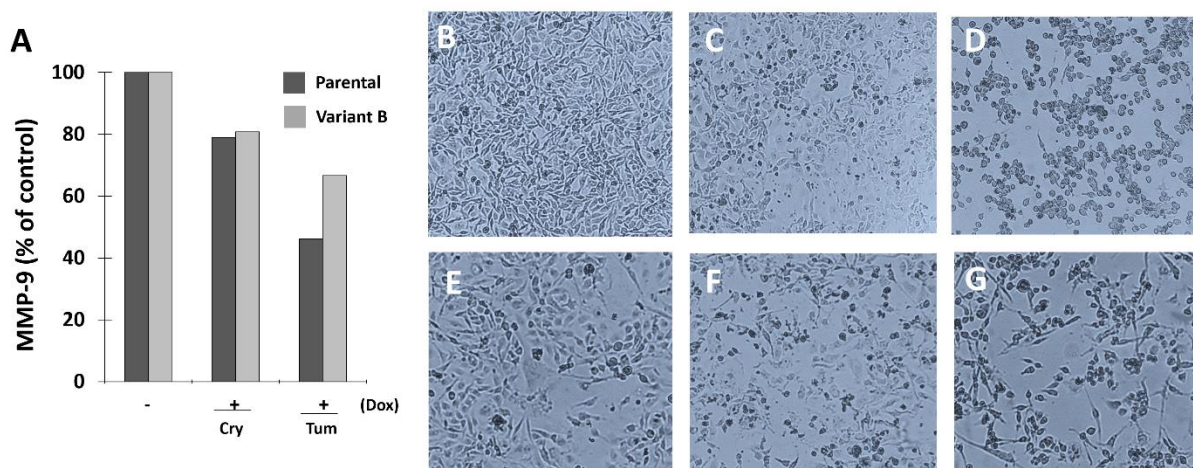 A
MMP-9 (% of control)
100
80
60
40
20
0
Parental
Variant B
- + + (Dox)
Cry Tum
B
C
D
E
F
G